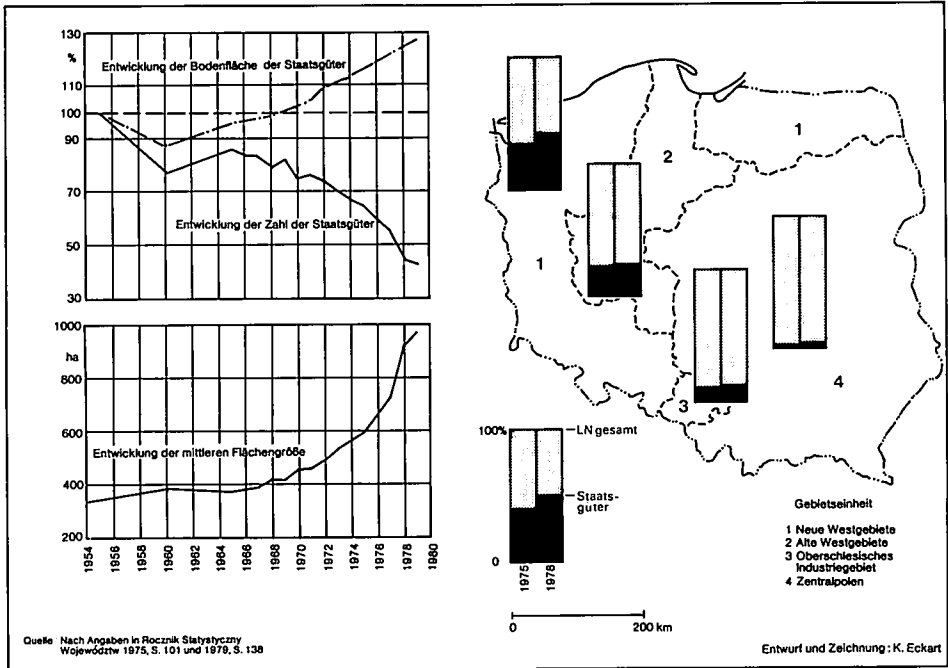 130
%
110
100
90
70
50
30
Entwicklung der Bodenfläche der Staatsgüter
Entwicklung der Zahl der Staatsgüter
1000
ha
800
600
400
200
Entwicklung der mittleren Flächengröße
1954
1956
1958
1960
1962
1964
1966
1968
1970
1972
1974
1976
1978
1980
1
2
1
3
4
100%
0
LN gesamt
Staats-
guter
1975
1978
0 200 km
Gebietseinheit
1 Neue Westgebiete
2 Alte Westgebiete
3 Oberschlesisches
Industriegebiet
4 Zentralpolen
Quelle Nach Angaben in Rocznik Statystyczny
Województw 1975, S. 101 und 1979, S. 138
Entwurf und Zeichnung: K. Eckart